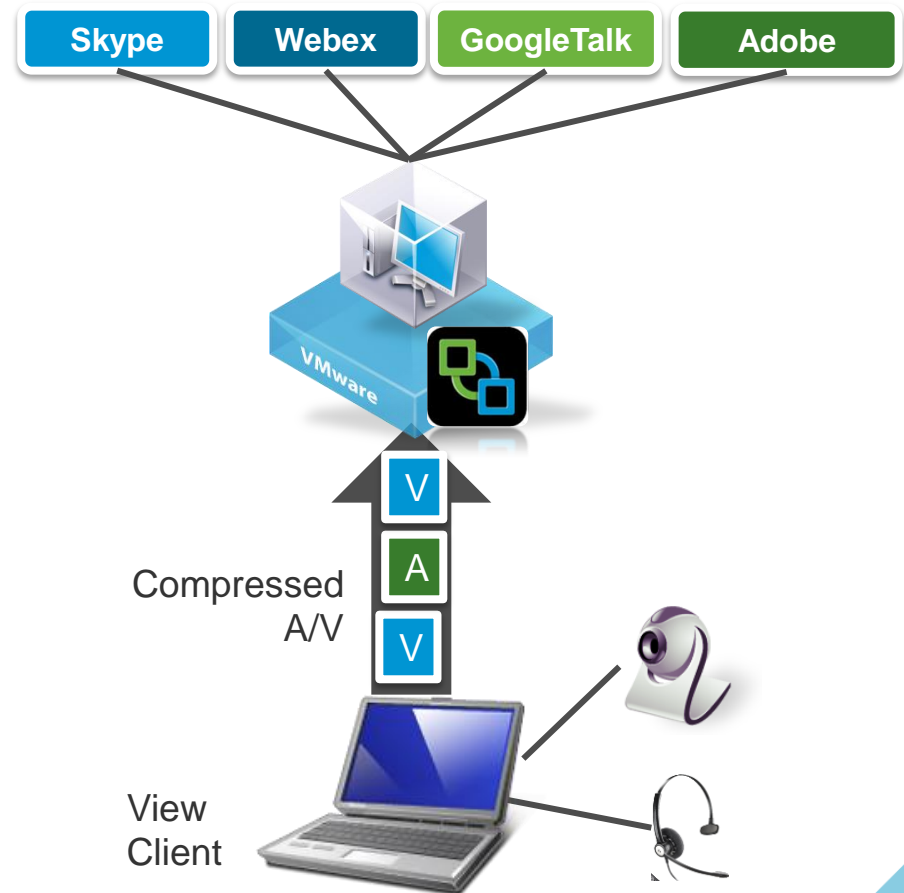 Skype
Webex
GoogleTalk
Adobe
VMware
V
A
V
Compressed
A/V
View
Client